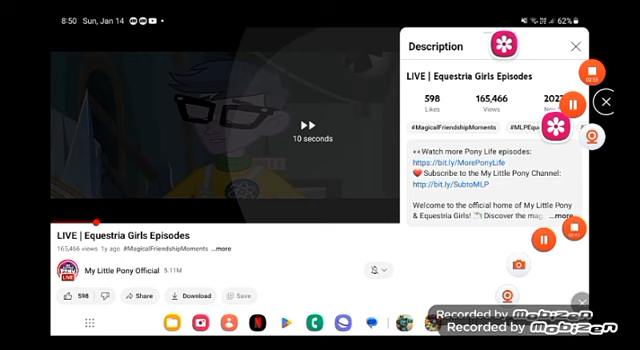 8:50 Sun, Jan 14
62%
Description
LIVE | Equestria Girls Episodes
598
165,466
Likes
Views
#MagicalFriendshipMoments
👀Watch more Pony Life episodes:
https://bit.ly/MorePonyLife
❤️ Subscribe to the My Little Pony Channel:
http://bit.ly/SubtoMLP
Welcome to the official home of My Little Pony
& Equestria Girls! 🦄 Discover the mag ...more
10 seconds
LIVE | Equestria Girls Episodes
165,466 views 1y ago #MagicalFriendshipMoments ...more
LIVE
My Little Pony Official 5.11M
598
Share
Download
Save
Recorded by Mobizen
Recorded by Mobizen